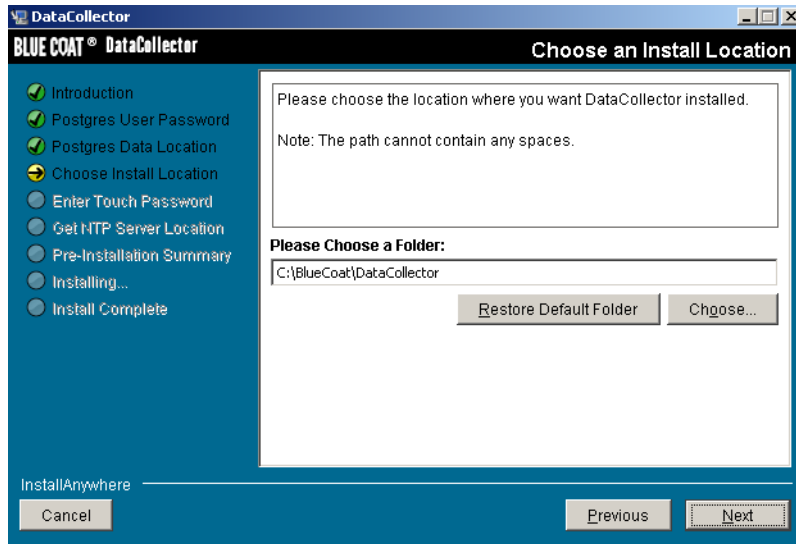 DataCollector
BLUE COAT ® DataCollector
Choose an Install Location
Introduction
Postgres User Password
Postgres Data Location
Choose Install Location
Enter Touch Password
Get NTP Server Location
Pre-Installation Summary
Installing...
Install Complete
Please choose the location where you want DataCollector installed.
Note: The path cannot contain any spaces.
Please Choose a Folder:
C:\BlueCoat\DataCollector
Restore Default Folder
Choose...
InstallAnywhere
Cancel
Previous
Next